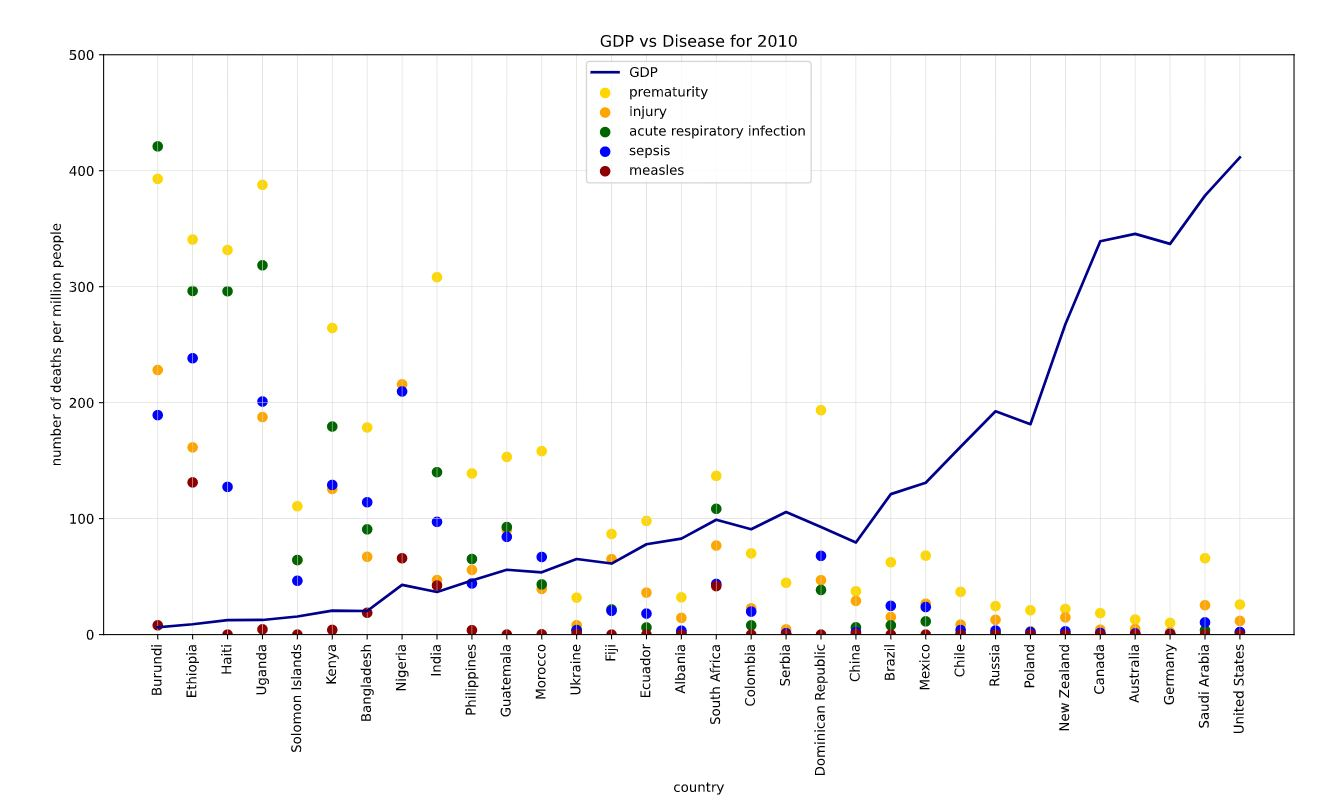 GDP vs Disease for 2010
GDP
prematurity
injury
acute respiratory infection
sepsis
measles
number of deaths per million people
500
400
300
200
100
0
Burundi
Ethiopia
Haiti
Uganda
Solomon Islands
Kenya
Bangladesh
Nigeria
India
Philippines
Guatemala
Morocco
Ukraine
Fiji
Ecuador
Albania
South Africa
Colombia
Serbia
Dominican Republic
China
Brazil
Mexico
Chile
Russia
Poland
New Zealand
Canada
Australia
Germany
Saudi Arabia
United States
country